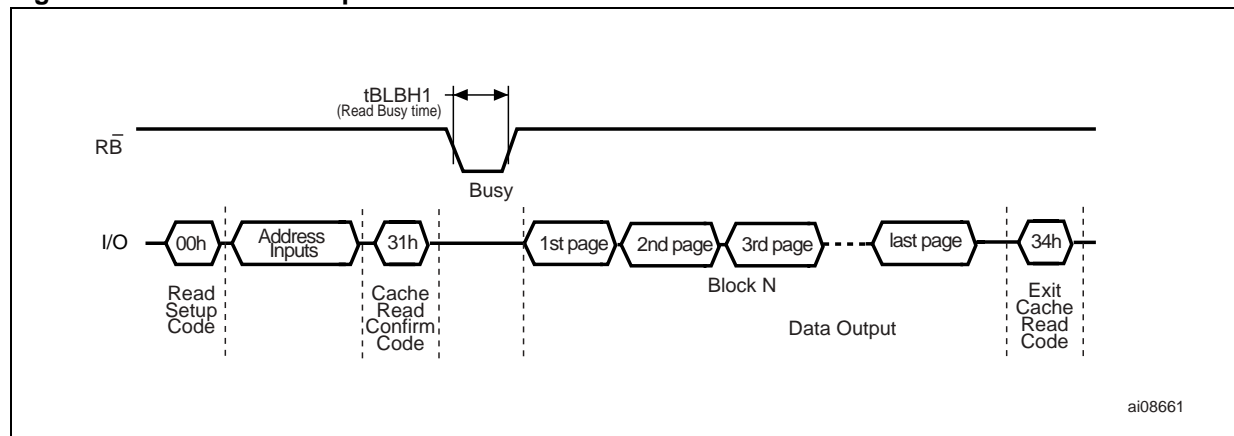 tBLBH1
(Read Busy time)
RB̅
Busy
I/O
00h
Address
Inputs
31h
1st page
2nd page
3rd page
last page
34h
Block N
Read
Setup
Code
Cache
Read
Confirm
Code
Data Output
Exit
Cache
Read
Code
ai08661